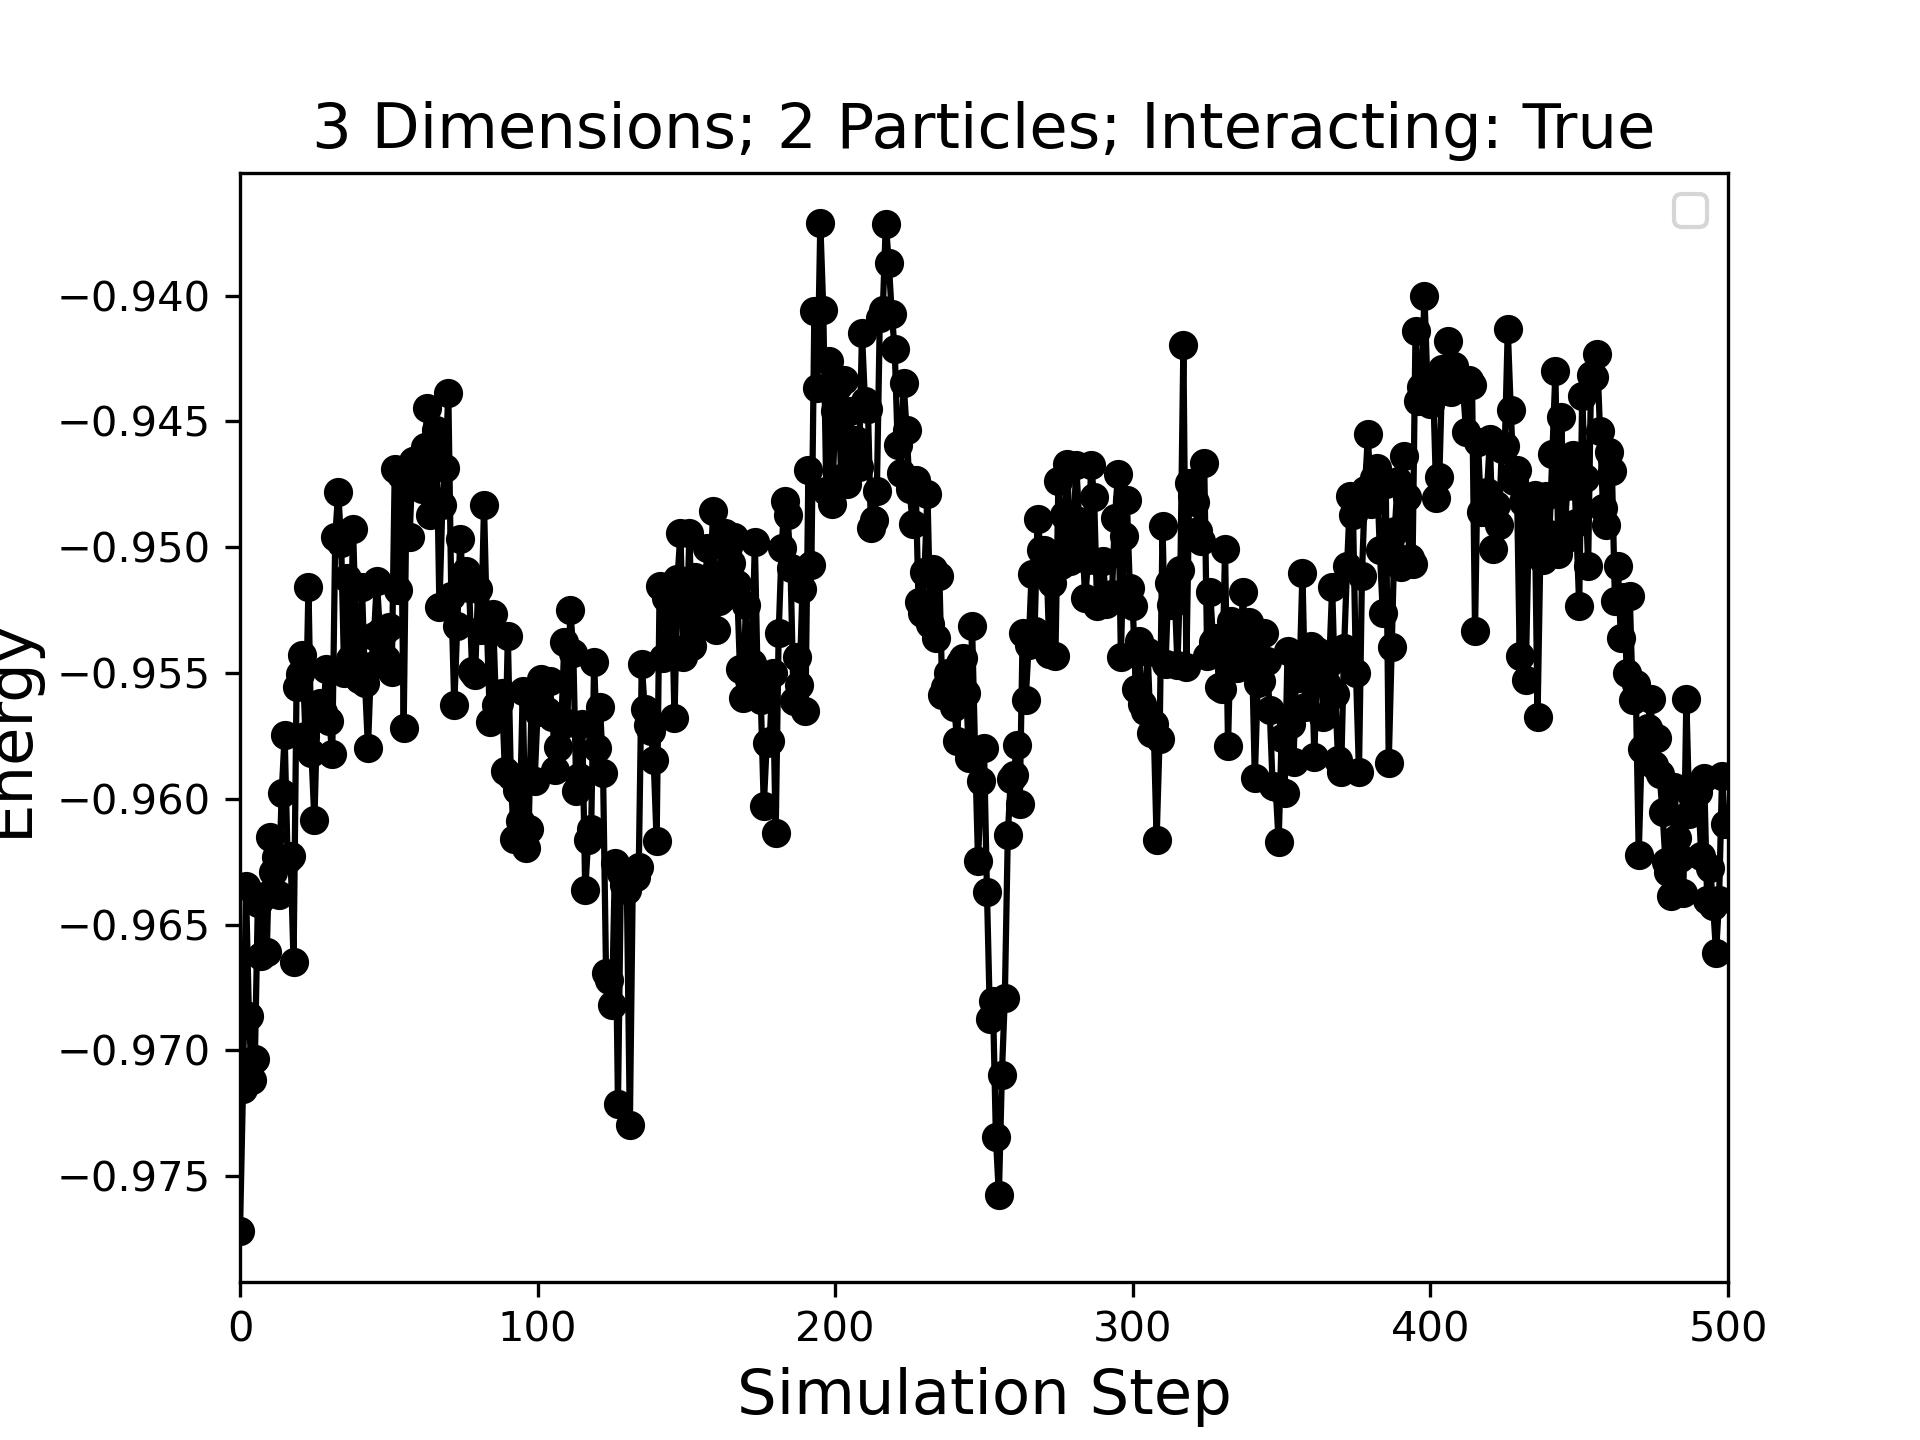 3 Dimensions; 2 Particles; Interacting: True
Energy
−0.940
−0.945
−0.950
−0.955
−0.960
−0.965
−0.970
−0.975
0 100 200 300 400 500
Simulation Step